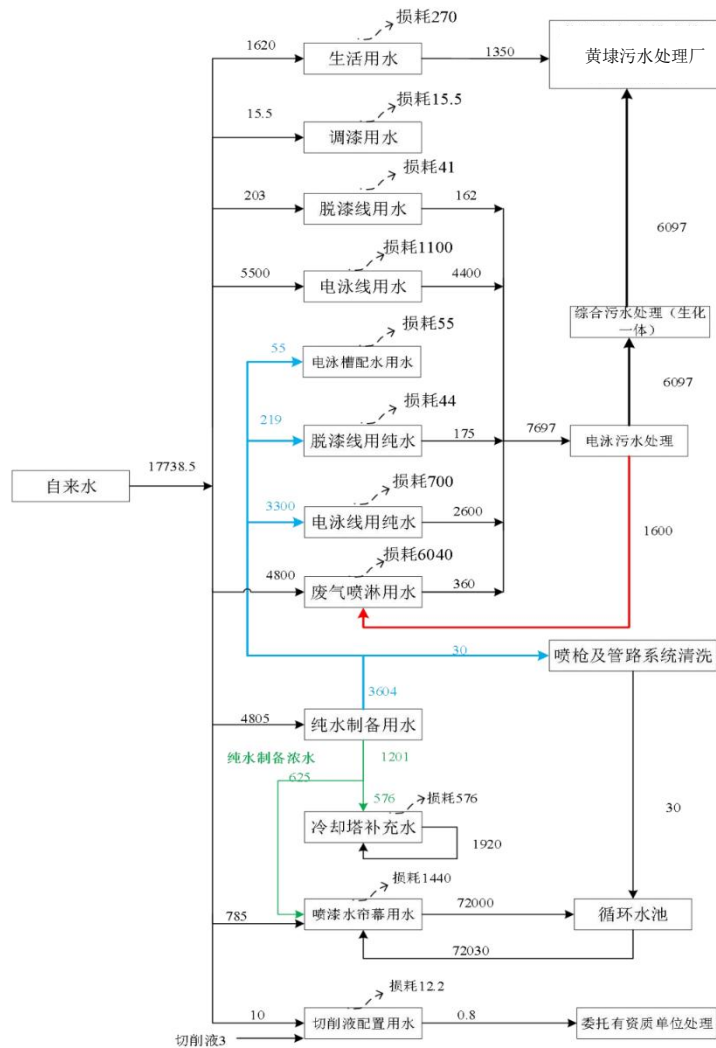 损耗270
1620
生活用水
1350
黄埭污水处理厂
损耗15.5
15.5
调漆用水
损耗41
203
脱漆线用水
162
损耗1100
5500
电泳线用水
4400
6097
综合污水处理（生化
一体）
损耗55
55
电泳槽配水用水
6097
损耗44
219
脱漆线用纯水
175
7697
电泳污水处理
自来水
17738.5
损耗700
3300
电泳线用纯水
2600
1600
损耗6040
4800
废气喷淋用水
360
30
喷枪及管路系统清洗
3604
4805
纯水制备用水
纯水制备浓水
1201
625
576
损耗576
冷却塔补充水
1920
30
损耗1440
785
喷漆水帘幕用水
72000
循环水池
72030
损耗12.2
10
切削液配置用水
0.8
委托有资质单位处理
切削液3